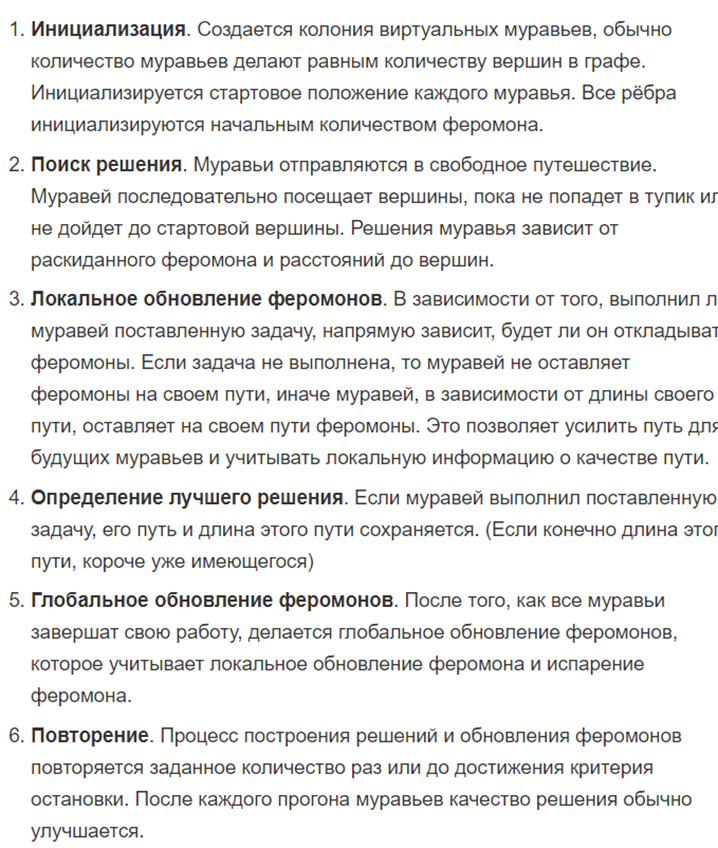 1. Инициализация. Создается колония виртуальных муравьев, обычно
количество муравьев делают равным количеству вершин в графе.
Инициализируется стартовое положение каждого муравья. Все рёбра
инициализируются начальным количеством феромона.
2. Поиск решения. Муравьи отправляются в свободное путешествие.
Муравей последовательно посещает вершины, пока не попадет в тупик
не дойдет до стартовой вершины. Решения муравья зависит от
раскиданного феромона и расстояний до вершин.
3. Локальное обновление феромонов. В зависимости от того, выполнил
муравей поставленную задачу, напрямую зависит, будет ли он откладыват
феромоны. Если задача не выполнена, то муравей не оставляет
феромоны на своем пути, иначе муравей, в зависимости от длины своего
пути, оставляет на своем пути феромоны. Это позволяет усилить путь для
будущих муравьев и учитывать локальную информацию о качестве пути.
4. Определение лучшего решения. Если муравей выполнил поставленную
задачу, его путь и длина этого пути сохраняется. (Если конечно длина этог
пути, короче уже имеющегося)
5. Глобальное обновление феромонов. После того, как все муравьи
завершат свою работу, делается глобальное обновление феромонов,
которое учитывает локальное обновление феромона и испарение
феромона.
6. Повторение. Процесс построения решений и обновления феромонов
повторяется заданное количество раз или до достижения критерия
остановки. После каждого прогона муравьев качество решения обычно
улучшается.